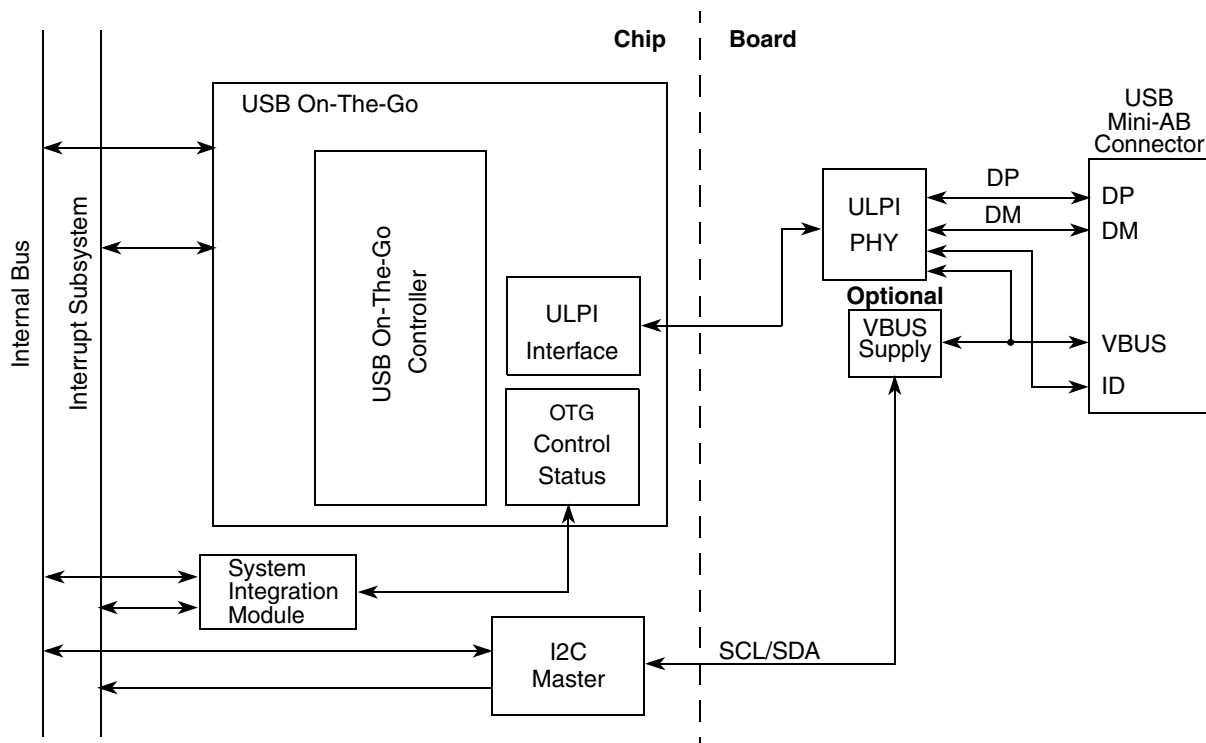 Chip
Board
USB On-The-Go
USB
Mini-AB
Connector
Internal Bus
Interrupt Subsystem
USB On-The-Go
Controller
ULPI
Interface
OTG
Control
Status
ULPI
PHY
Optional
VBUS
Supply
DP
DM
DP
DM
VBUS
ID
System
Integration
Module
I2C
Master
SCL/SDA